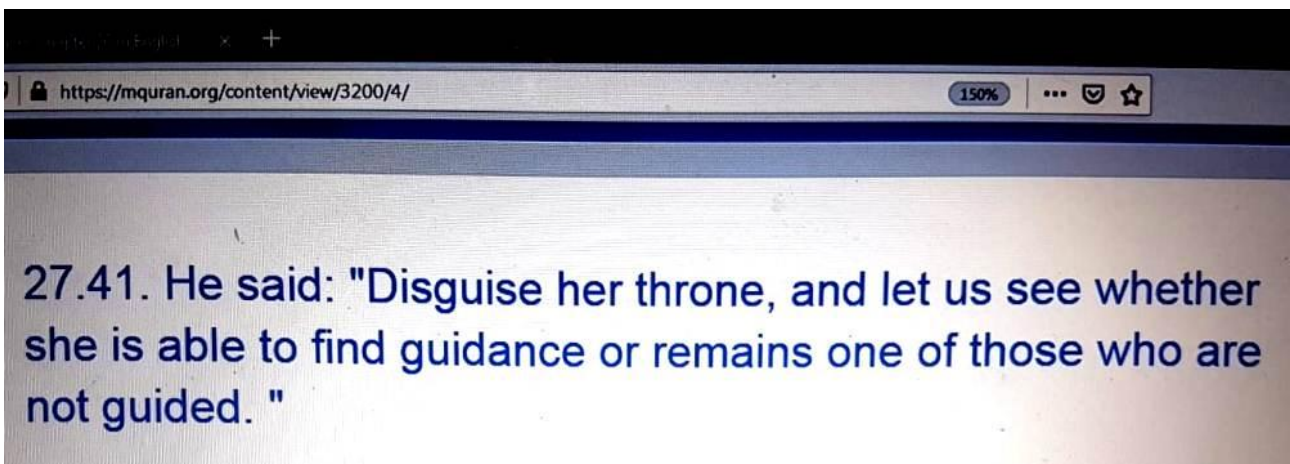 https://mquran.org/content/view/3200/4/
150%
27.41. He said: "Disguise her throne, and let us see whether
she is able to find guidance or remains one of those who are
not guided. "